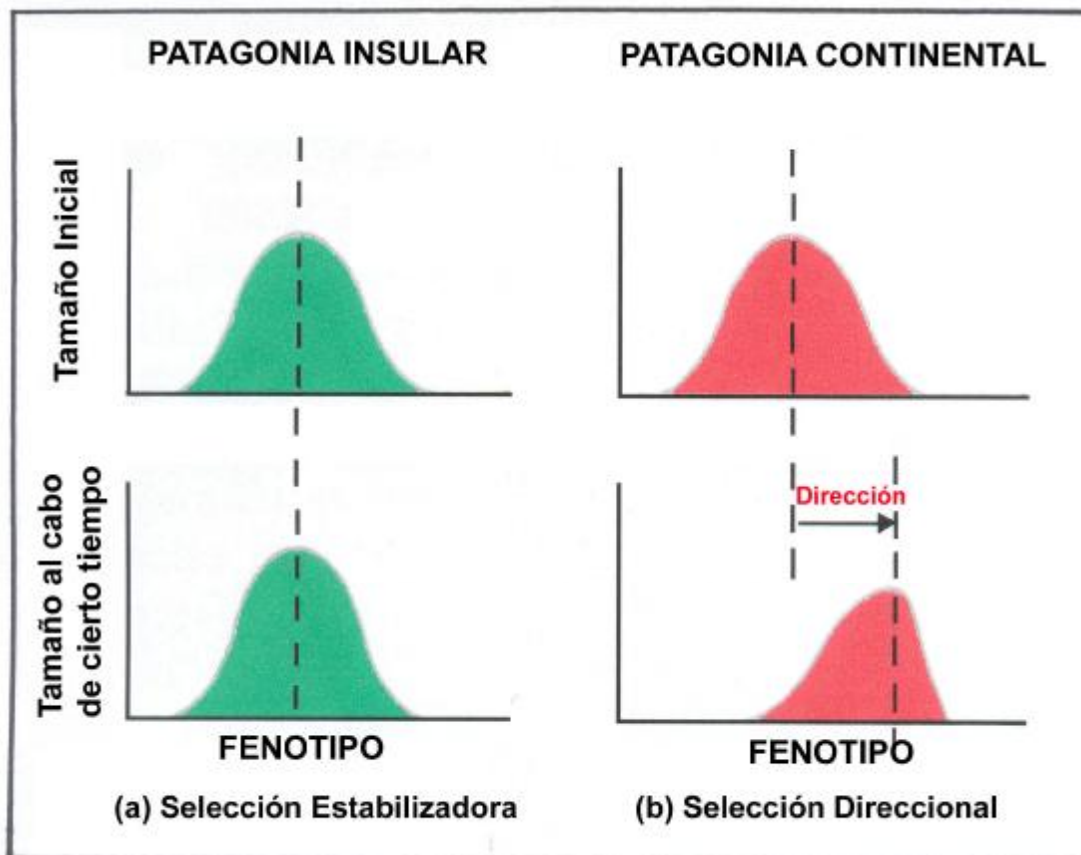 PATAGONIA INSULAR
PATAGONIA CONTINENTAL
Tamaño Inicial
Tamaño al cabo
de cierto tiempo
Dirección
FENOTIPO
FENOTIPO
(a) Selección Estabilizadora
(b) Selección Direccional